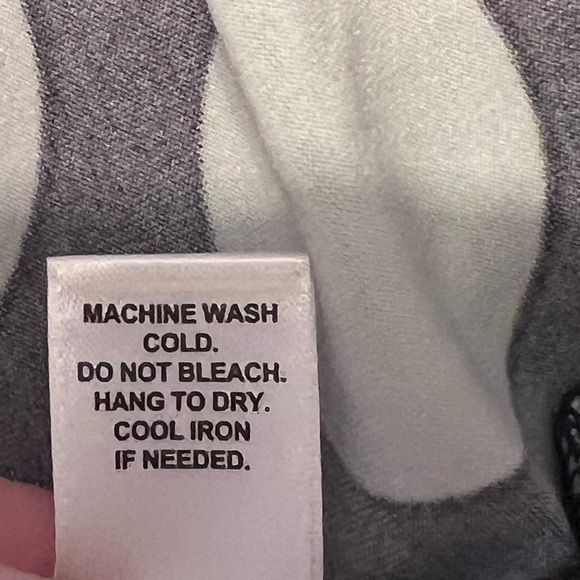 MACHINE WASH
COLD.
DO NOT BLEACH.
HANG TO DRY.
COOL IRON
IF NEEDED.